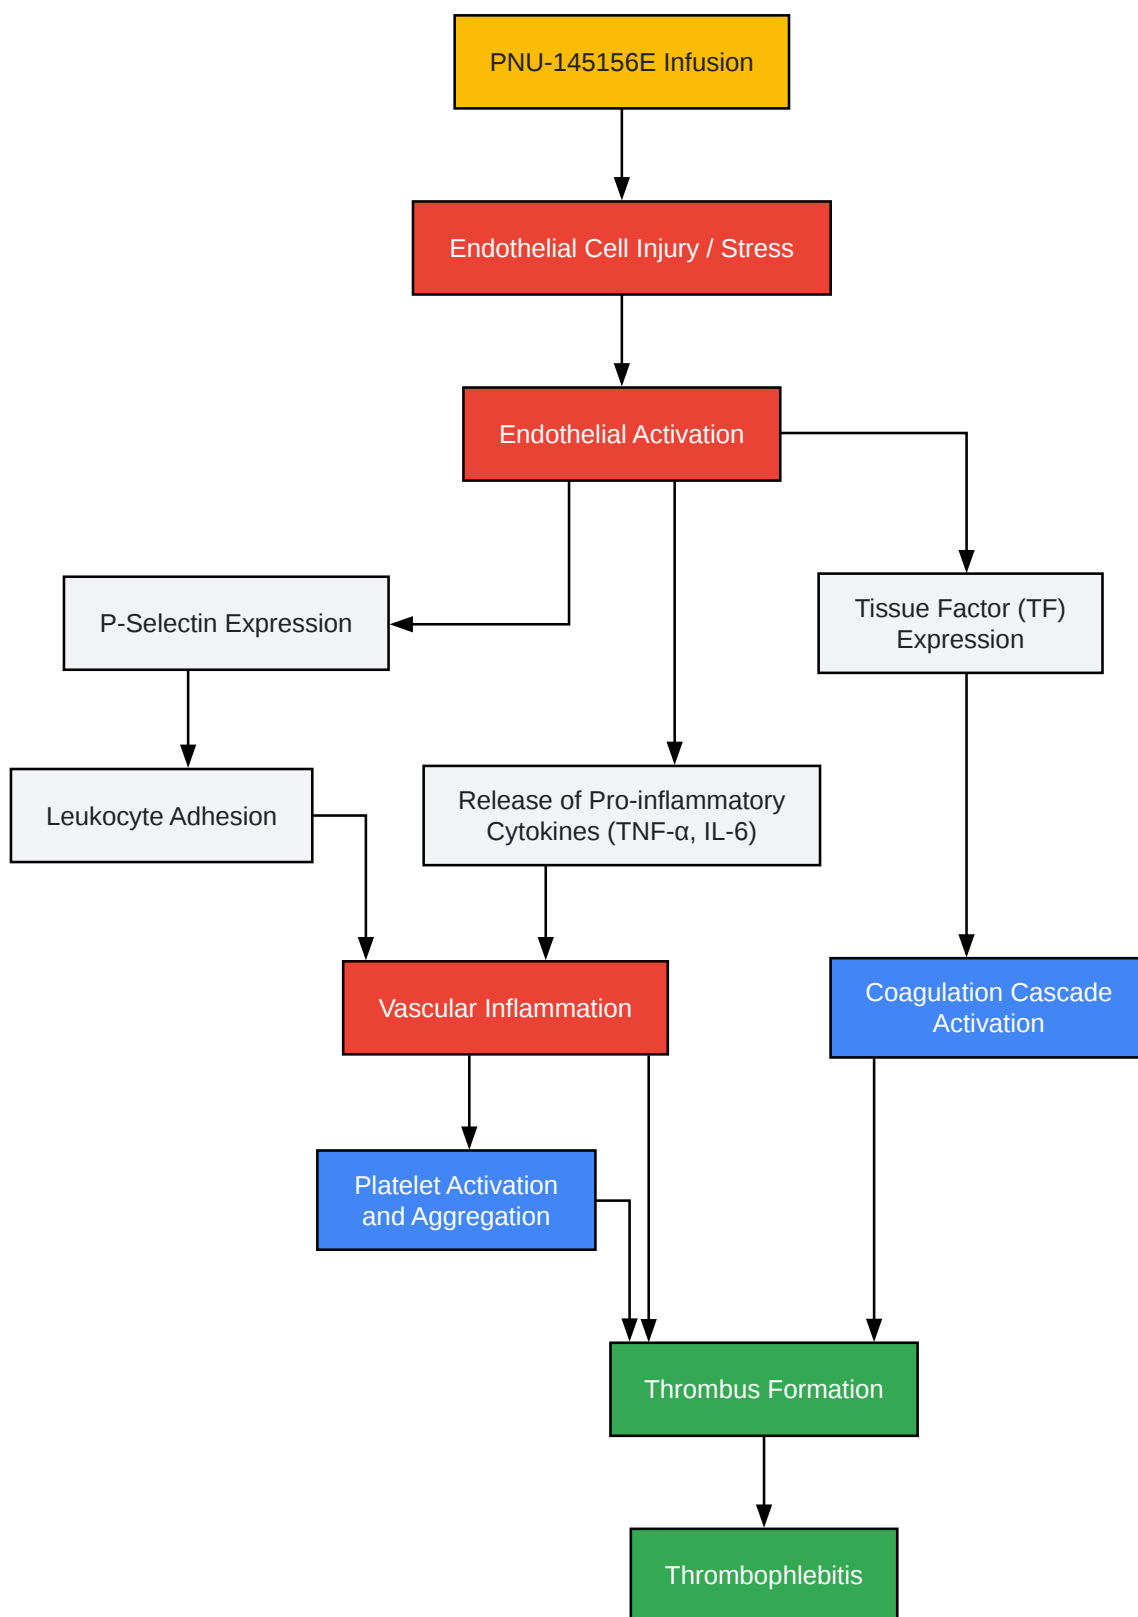 PNU-145156E Infusion
Endothelial Cell Injury / Stress
Endothelial Activation
P-Selectin Expression
Tissue Factor (TF)
Expression
Leukocyte Adhesion
Release of Pro-inflammatory
Cytokines (TNF-α, IL-6)
Vascular Inflammation
Coagulation Cascade
Activation
Platelet Activation
and Aggregation
Thrombus Formation
Thrombophlebitis